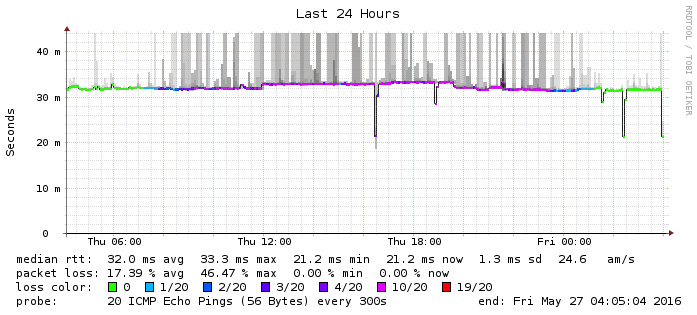 Last 24 Hours
RRDTOOL / TOBI OETIKER
Seconds
40 m
30 m
20 m
10 m
0
Thu 06:00 Thu 12:00 Thu 18:00 Fri 00:00
median rtt: 32.0 ms avg 33.3 ms max 21.2 ms min 21.2 ms now 1.3 ms sd 24.6 am/s
packet loss: 17.39 % avg 46.47 % max 0.00 % min 0.00 % now
loss color: 0 1/20 2/20 3/20 4/20 10/20 19/20
probe: 20 ICMP Echo Pings (56 Bytes) every 300s end: Fri May 27 04:05:04 2016